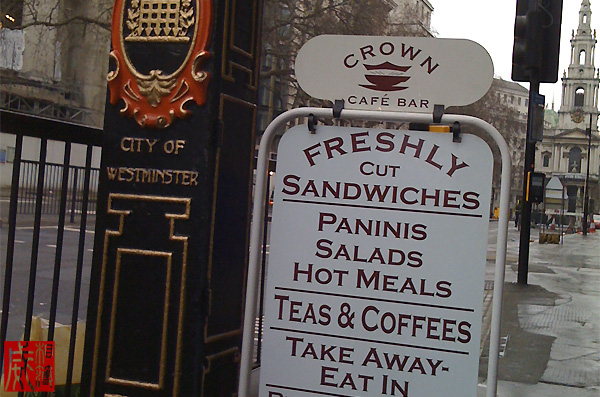 CITY OF
WESTMINSTER
CROWN
CAFÉ BAR
FRESHLY
CUT
SANDWICHES
PANINIS
SALADS
HOT MEALS
TEAS & COFFEES
TAKE AWAY-
EAT IN